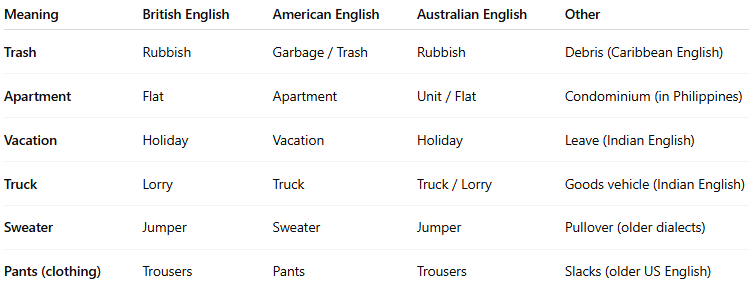 Meaning British English American English Australian English Other
Trash Rubbish Garbage / Trash Rubbish Debris (Caribbean English)
Apartment Flat Apartment Unit / Flat Condominium (in Philippines)
Vacation Holiday Vacation Holiday Leave (Indian English)
Truck Lorry Truck Truck / Lorry Goods vehicle (Indian English)
Sweater Jumper Sweater Jumper Pullover (older dialects)
Pants (clothing) Trousers Pants Trousers Slacks (older US English)